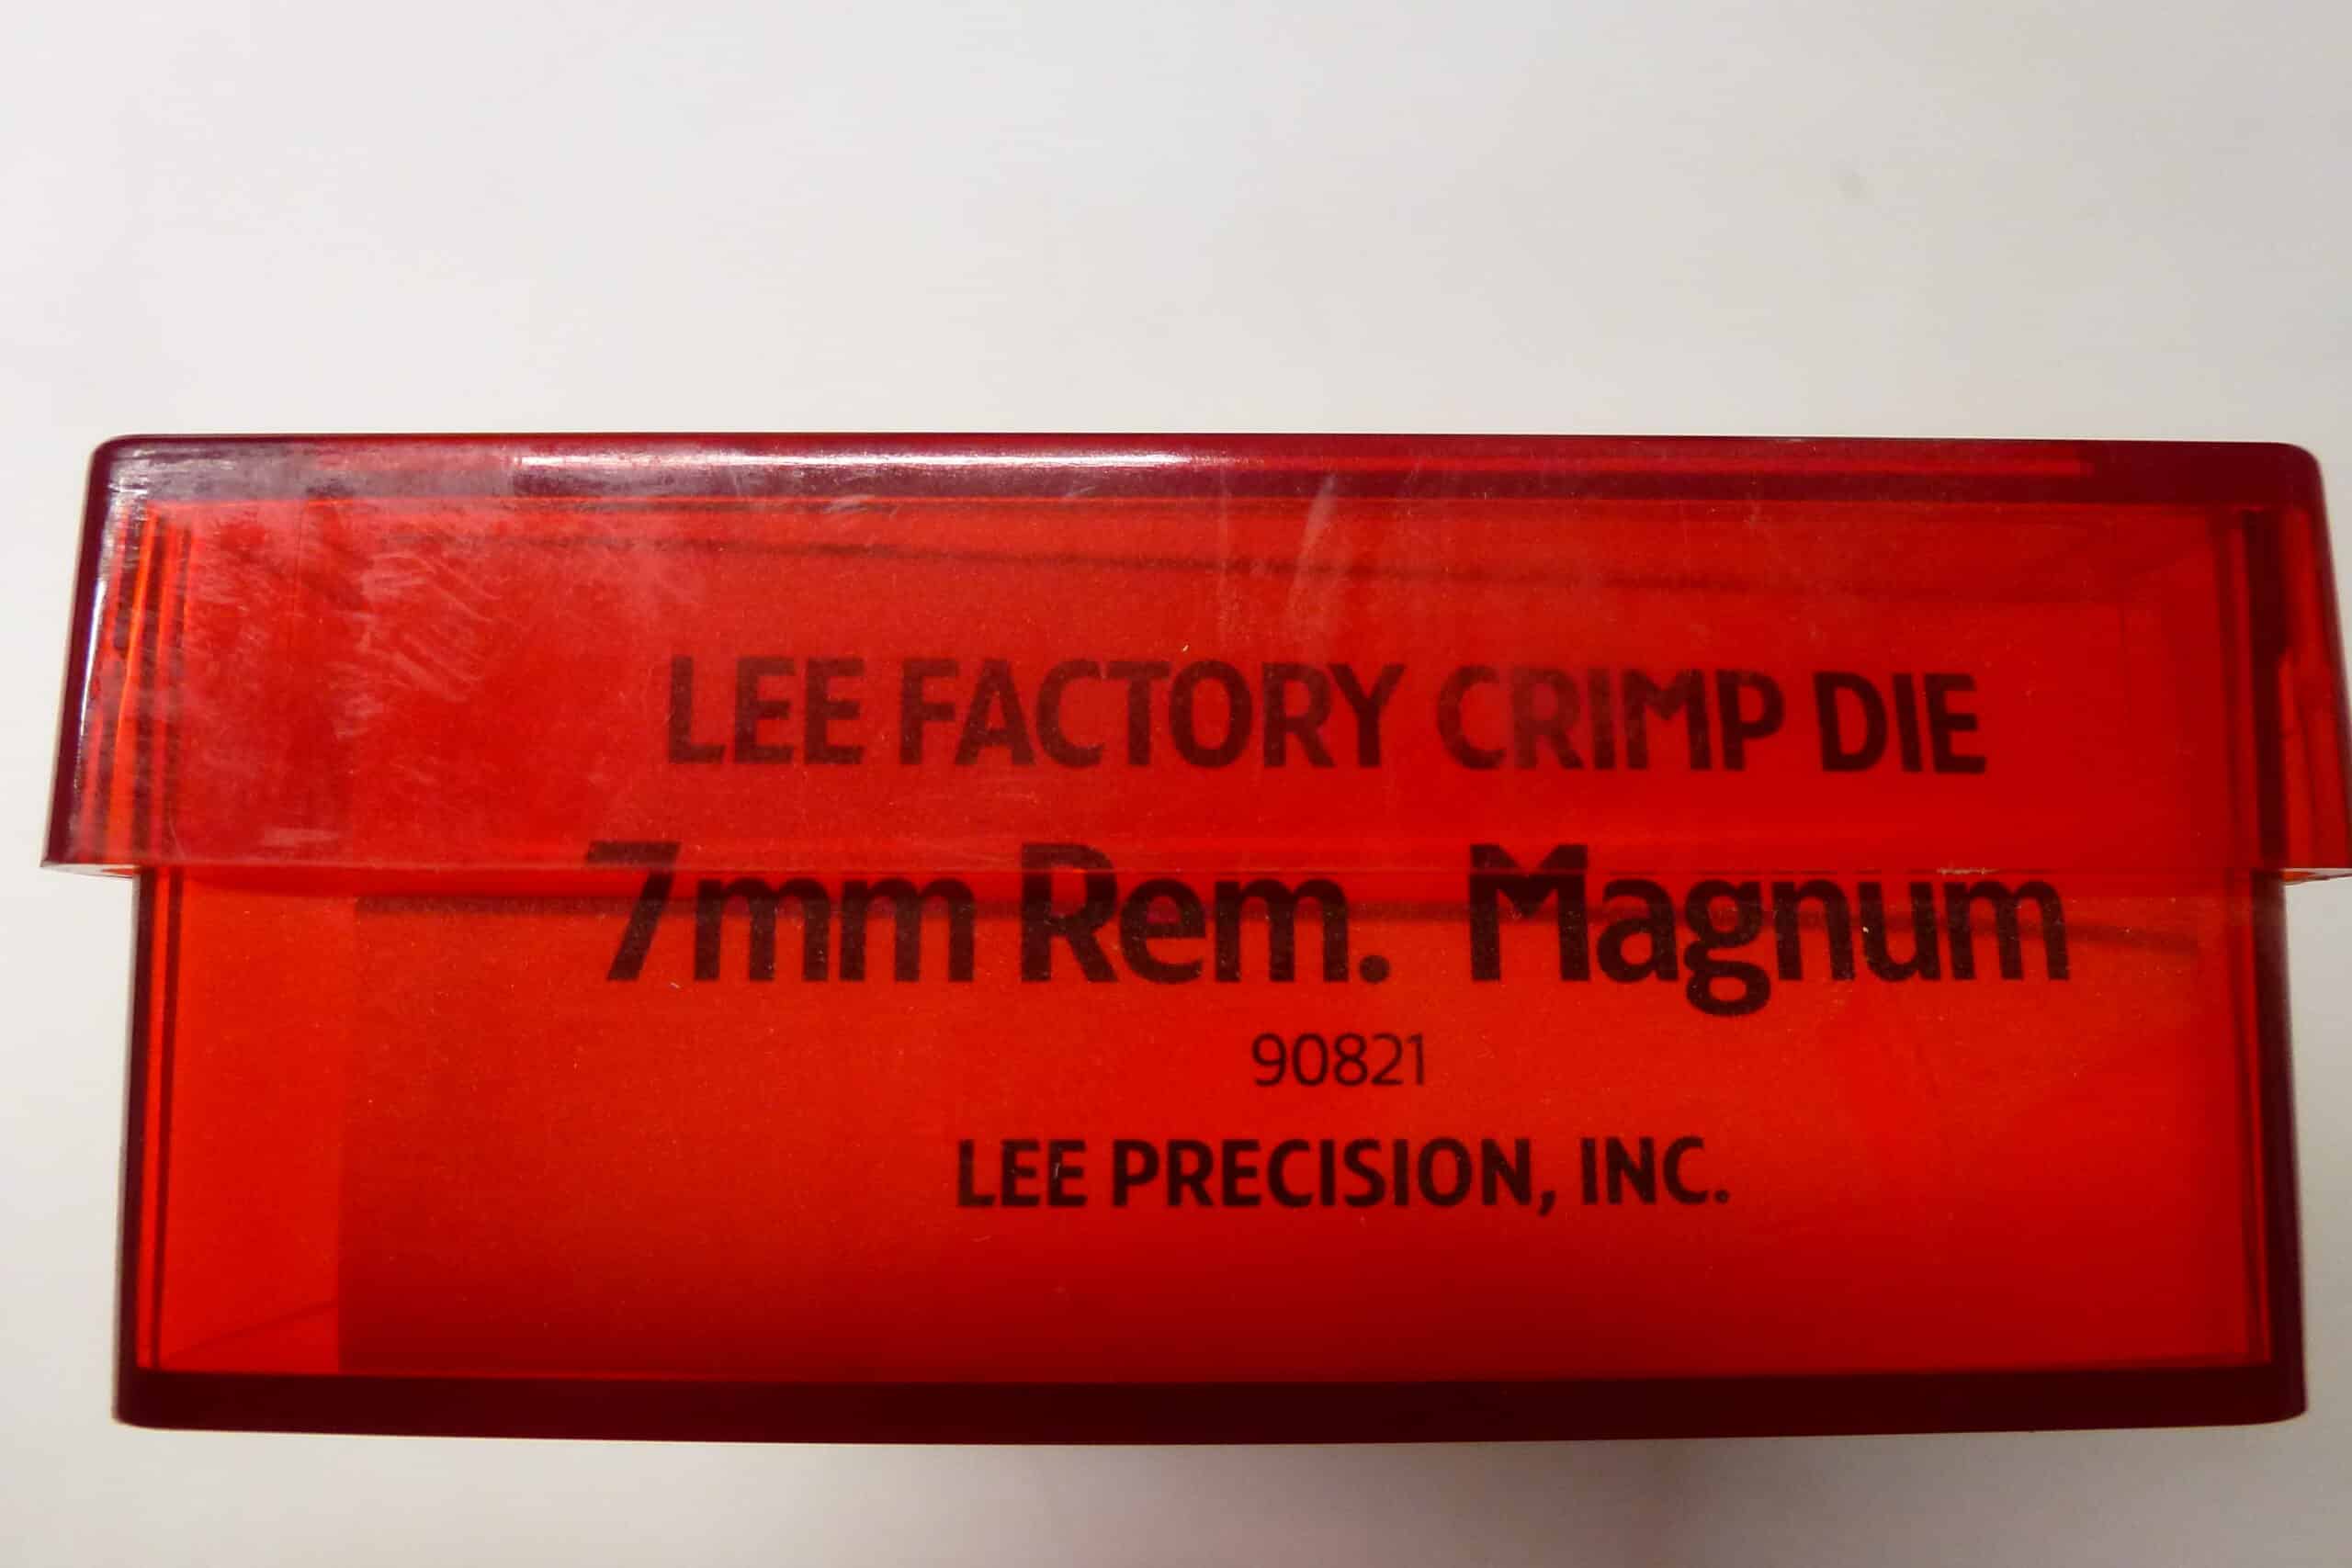 LEE FACTORY CRIMP DIE
7mm Rem. Magnum
90821
LEE PRECISION, INC.